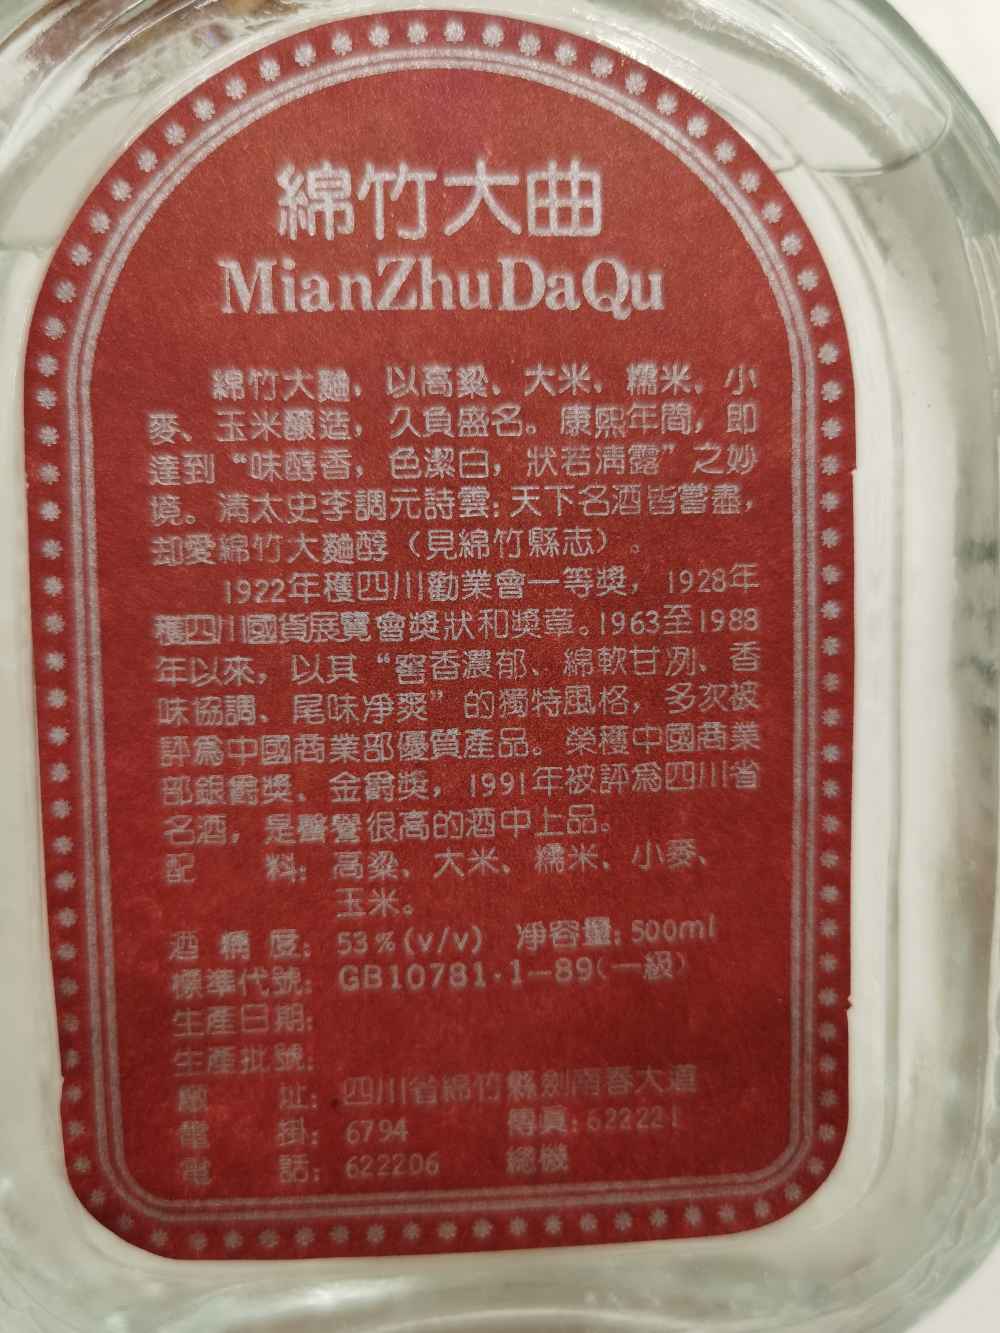 綿竹大曲
MianZhuDaQu
綿竹大麯，以高粱、大米、糯米、小
麥、玉米釀造，久負盛名。康熙年間，即
達到“味醇香，色潔白，狀若清露”之妙
境。清太史李調元詩雲:天下名酒皆嘗盡，
却愛綿竹大麯醇（見綿竹縣志）。
1922年穫四川勸業會一等獎，1928年
穫四川國貨展覽會獎狀和獎章。1963至1988
年以來，以其“窖香濃郁、綿軟甘冽、香
味協調、尾味净爽”的獨特風格，多次被
評爲中國商業部優質產品。榮穫中國商業
部銀爵獎、金爵獎，1991年被評爲四川省
名酒，是聲譽很高的酒中上品。
配 料: 高粱、大米、糯米、小麥、
玉米。
酒精度: 53%(v/v) 净容量: 500ml
標準代號: GB10781·1-89(一級)
生產日期:
生產批號:
廠 址: 四川省綿竹縣劍南春大道
電 掛: 6794 傳真: 622221
電 話: 622206 總機